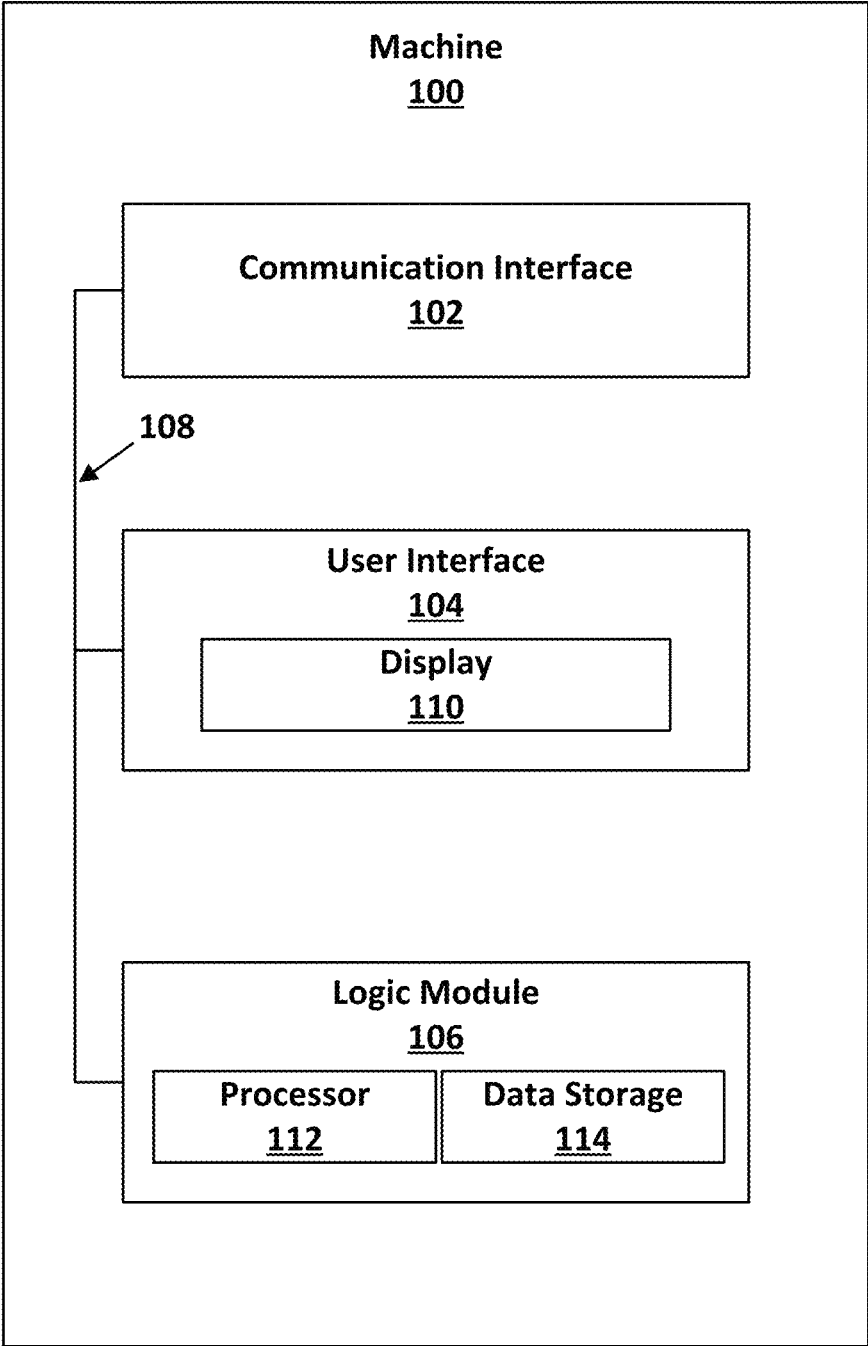 Machine
100
Communication Interface
102
108
User Interface
104
Display
110
Logic Module
106
Processor
112
Data Storage
114